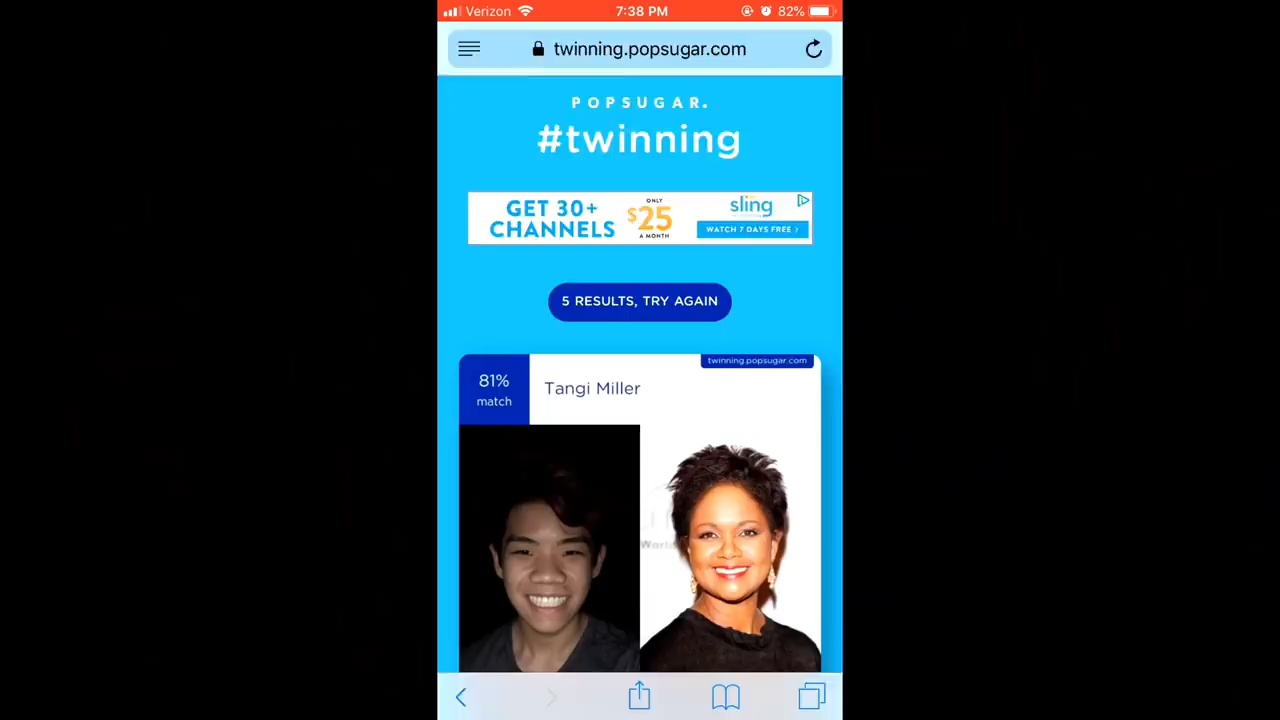 Verizon 7:38 PM 82%
twinning.popsugar.com
POPSUGAR.
#twinning
GET 30+
CHANNELS
ONLY
$25
A MONTH
sling
WATCH 7 DAYS FREE >
5 RESULTS, TRY AGAIN
twinning.popsugar.com
81%
match
Tangi Miller
World